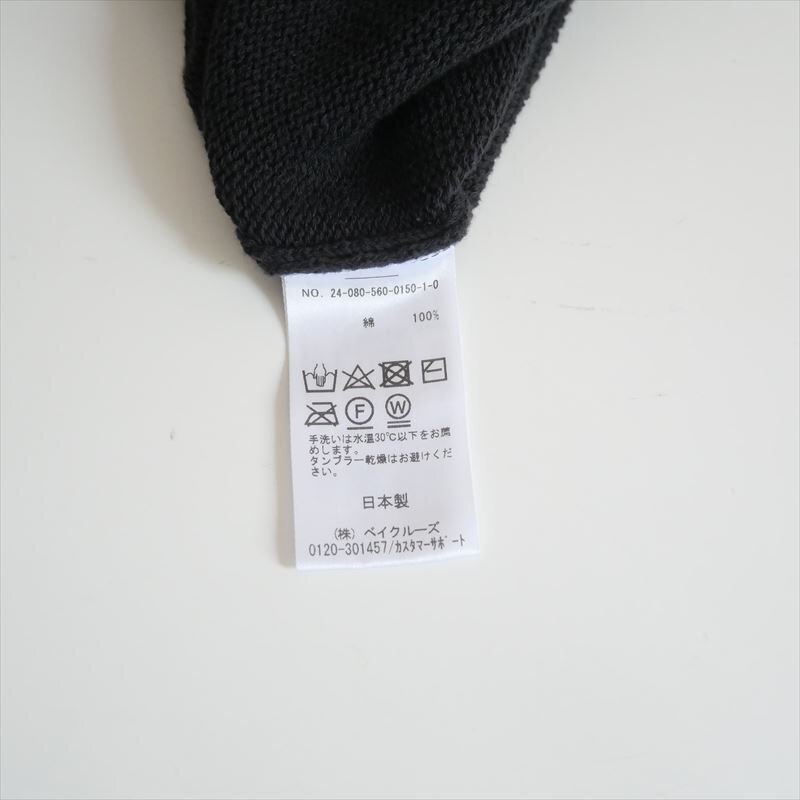 NO. 24-080-560-0150-1-0
綿 100%
F W
手洗いは水温30℃以下をお薦
めします。
タンブラー乾燥はお避けくだ
さい。
日本製
(株) ベイクルーズ
0120-301457/カスタマーサポート